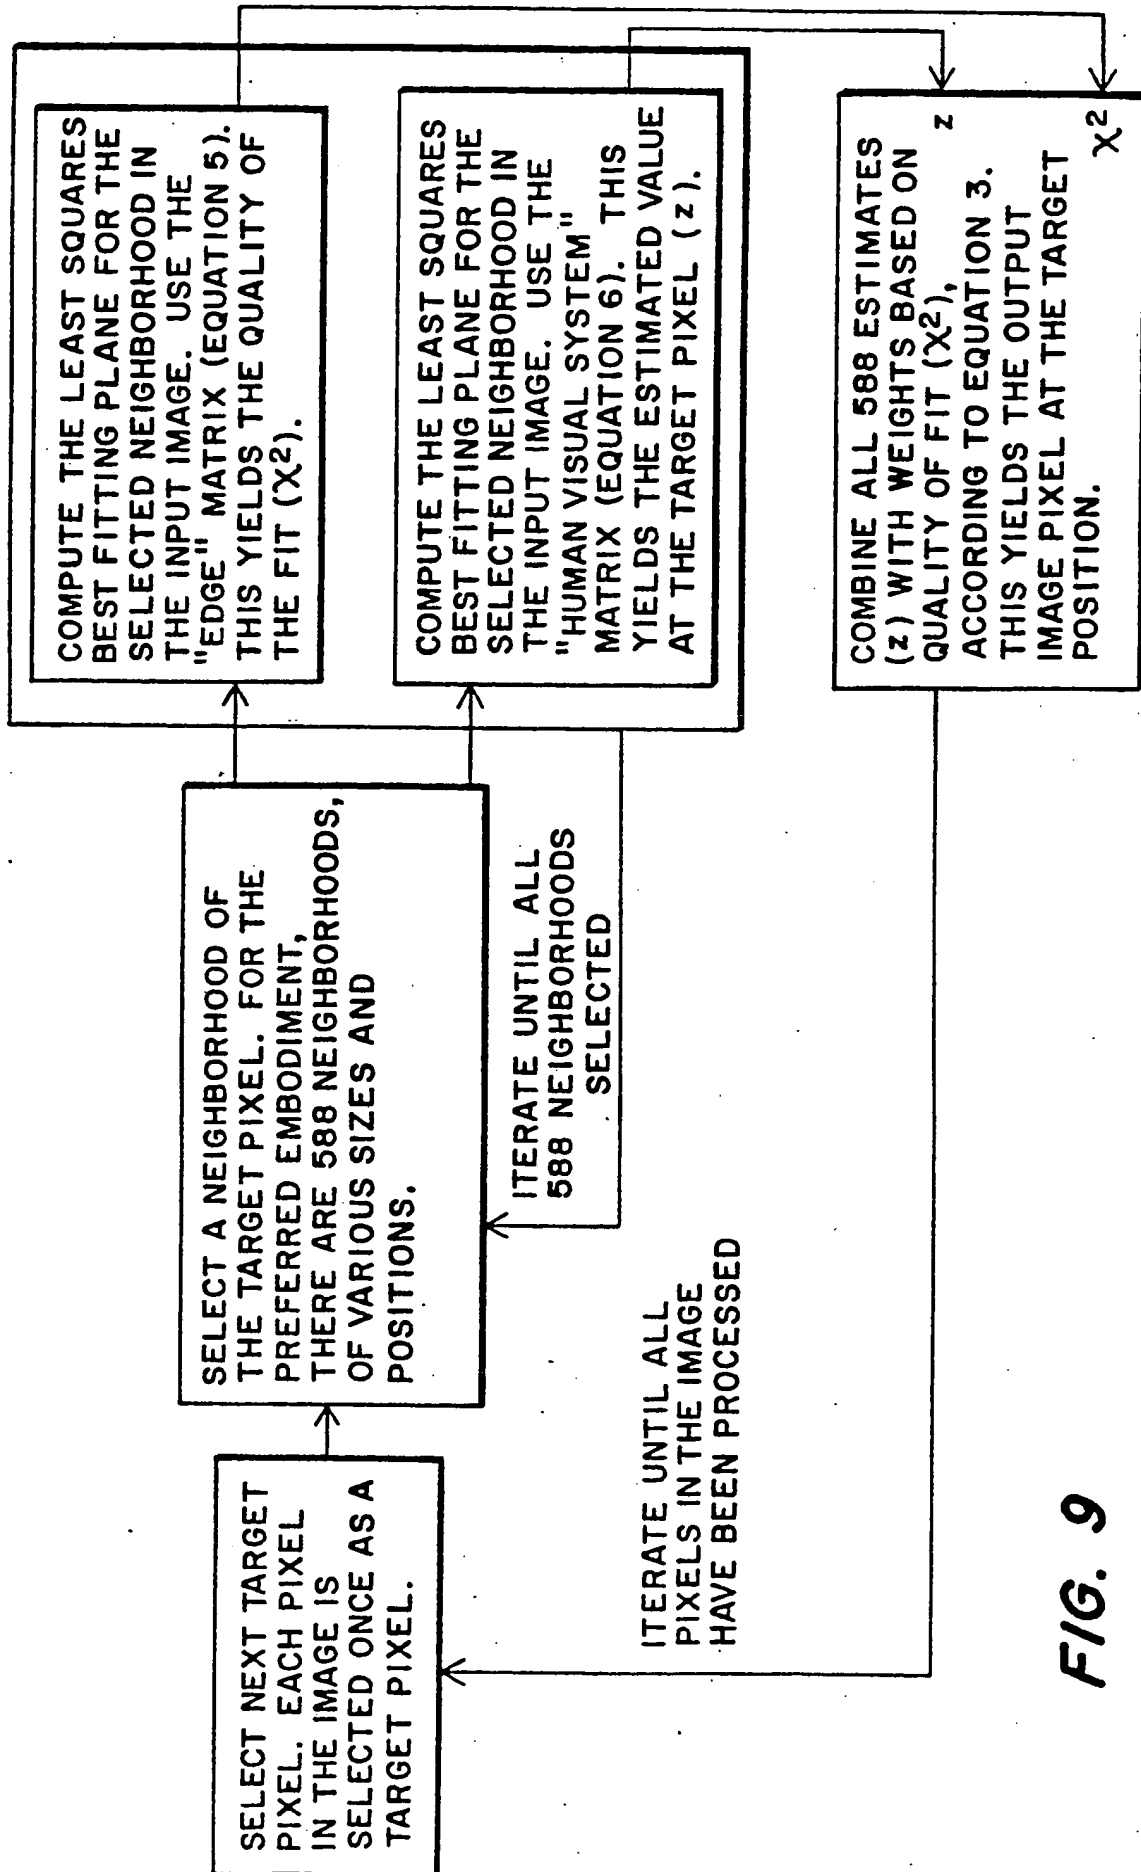 SELECT NEXT TARGET
PIXEL. EACH PIXEL
IN THE IMAGE IS
SELECTED ONCE AS A
TARGET PIXEL.
SELECT A NEIGHBORHOOD OF
THE TARGET PIXEL. FOR THE
PREFERRED EMBODIMENT,
THERE ARE 588 NEIGHBORHOODS,
OF VARIOUS SIZES AND
POSITIONS.
COMPUTE THE LEAST SQUARES
BEST FITTING PLANE FOR THE
SELECTED NEIGHBORHOOD IN
THE INPUT IMAGE. USE THE
"EDGE" MATRIX (EQUATION 5).
THIS YIELDS THE QUALITY OF
THE FIT (χ²).
COMPUTE THE LEAST SQUARES
BEST FITTING PLANE FOR THE
SELECTED NEIGHBORHOOD IN
THE INPUT IMAGE. USE THE
"HUMAN VISUAL SYSTEM"
MATRIX (EQUATION 6). THIS
YIELDS THE ESTIMATED VALUE
AT THE TARGET PIXEL (z).
ITERATE UNTIL ALL
588 NEIGHBORHOODS
SELECTED
COMBINE ALL 588 ESTIMATES
(z) WITH WEIGHTS BASED ON
QUALITY OF FIT (χ²),
ACCORDING TO EQUATION 3.
THIS YIELDS THE OUTPUT
IMAGE PIXEL AT THE TARGET
POSITION.
z
χ²
ITERATE UNTIL ALL
PIXELS IN THE IMAGE
HAVE BEEN PROCESSED
FIG. 9